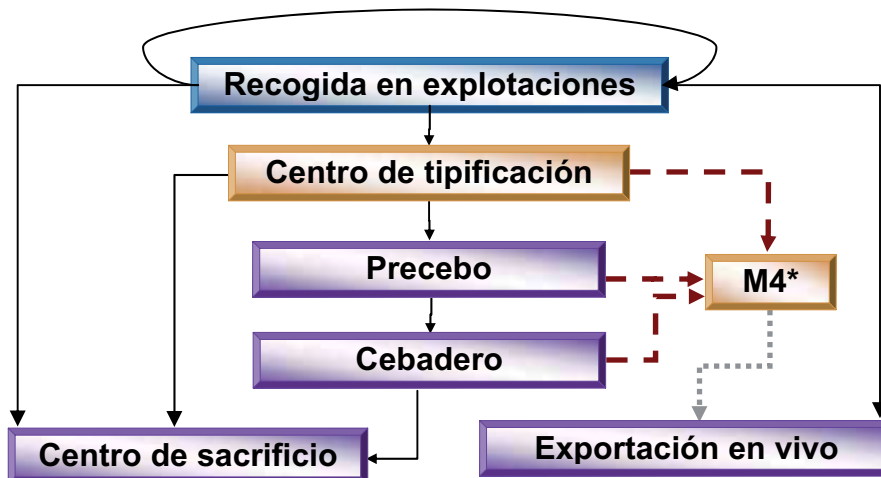 Recogida en explotaciones
Centro de tipificación
Precebo
M4*
Cebadero
Centro de sacrificio
Exportación en vivo